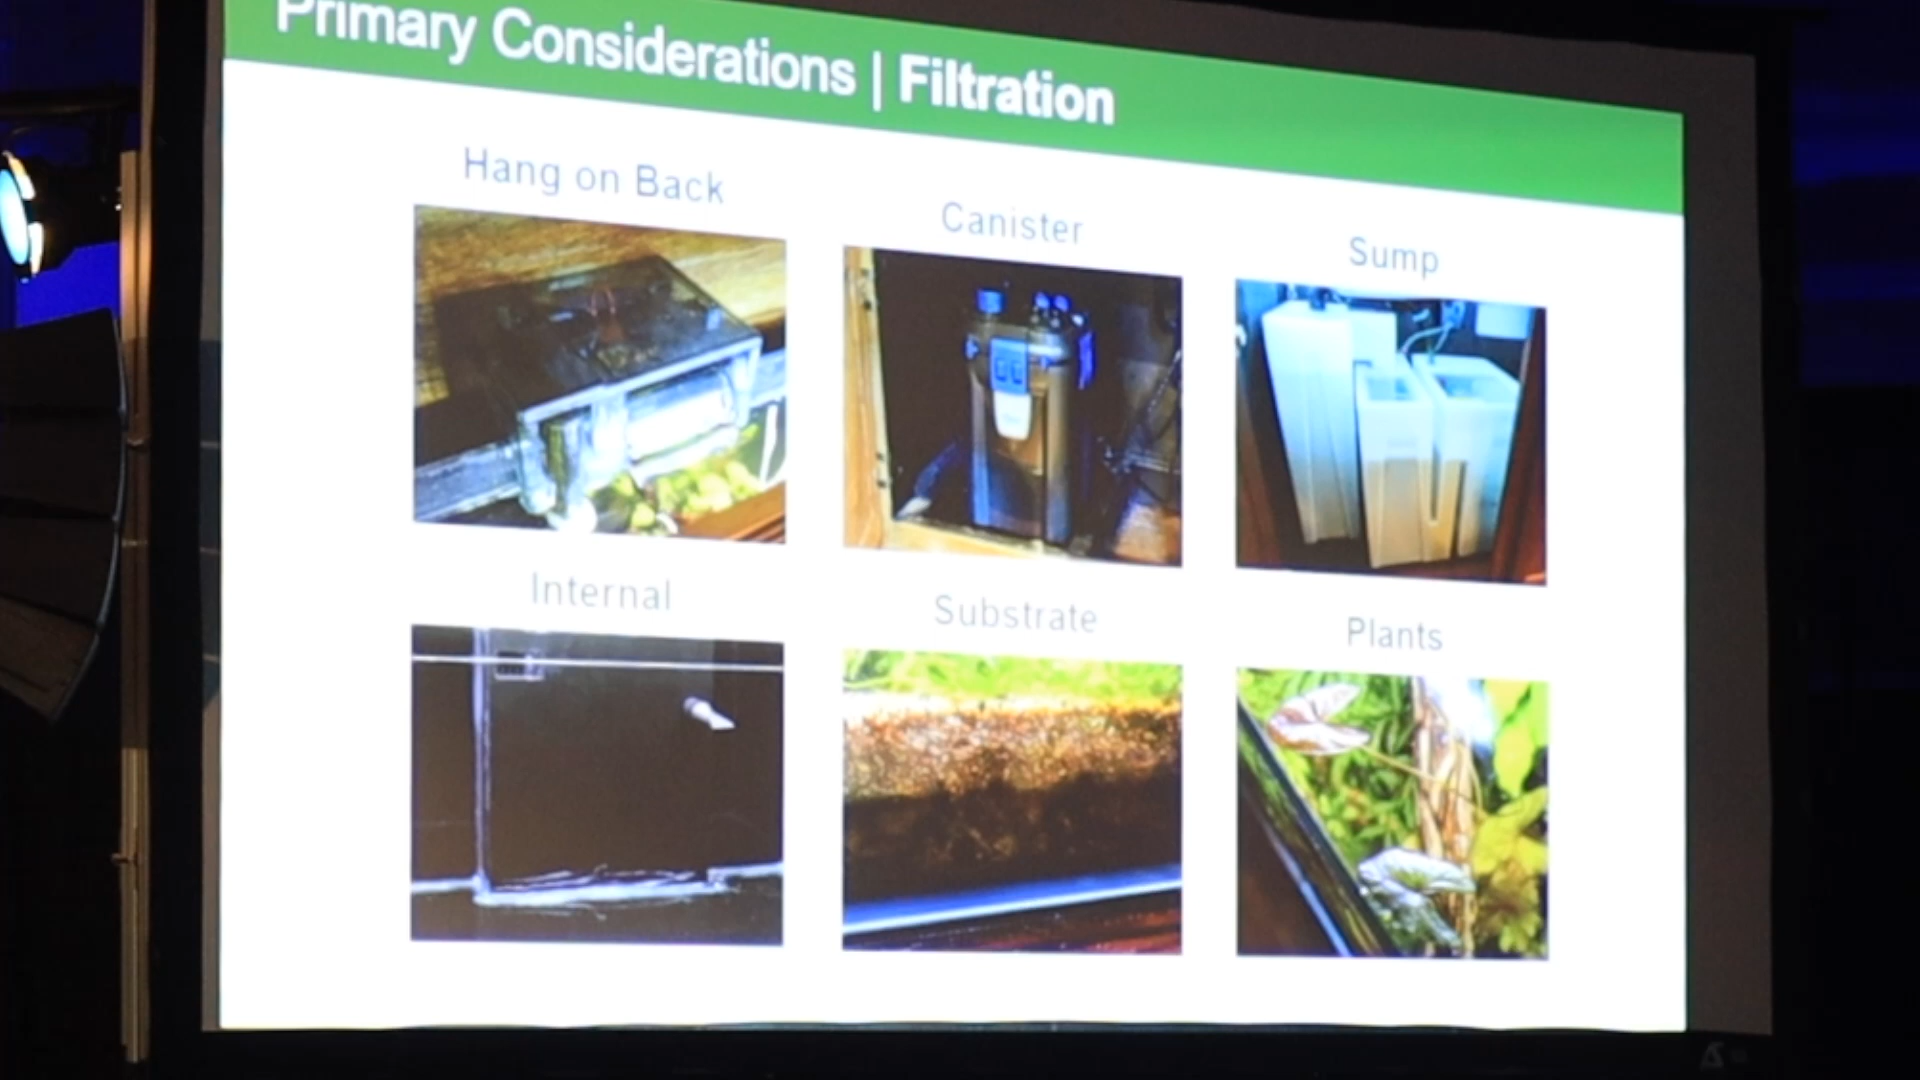 Primary Considerations | Filtration
Hang on Back
Canister
Sump
Internal
Substrate
Plants